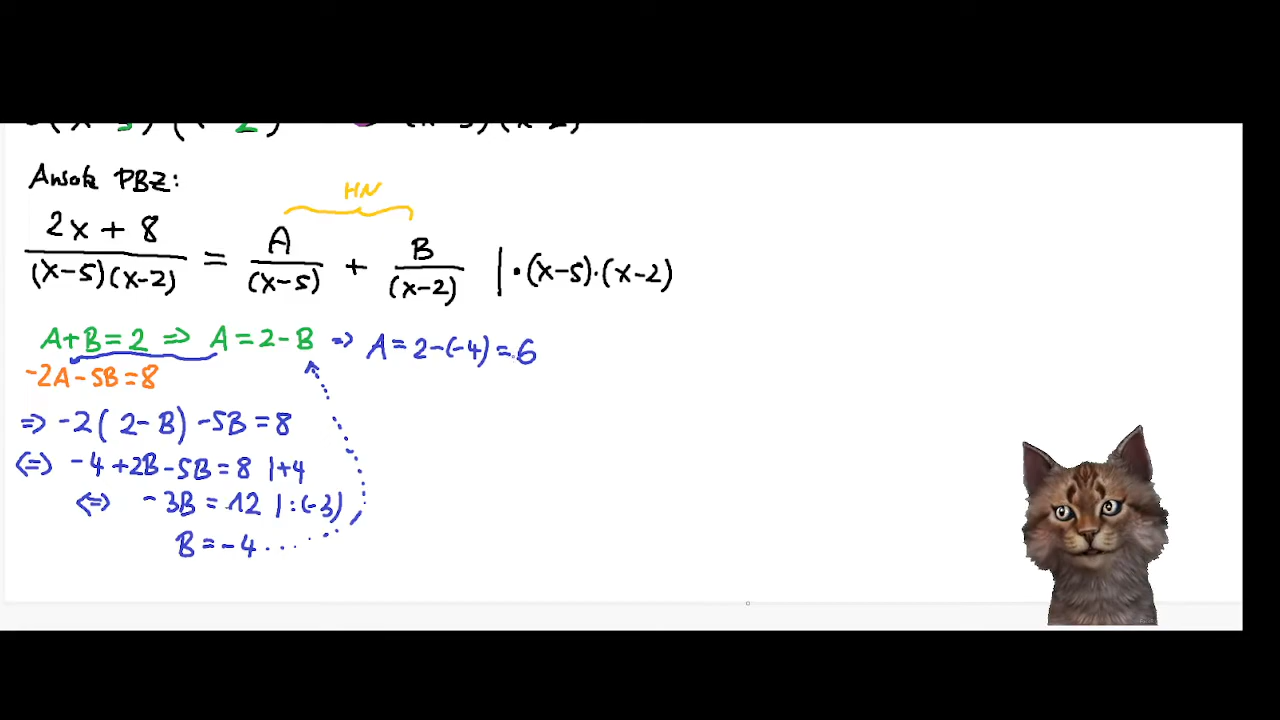 Ansatz PBZ:
HN
2x + 8 / (x-5)(x-2) = A / (x-5) + B / (x-2) | · (x-5) · (x-2)
A+B = 2 => A = 2 - B => A = 2 - (-4) = 6
-2A - 5B = 8
=> -2( 2 - B) - 5B = 8
<=> -4 + 2B - 5B = 8 | +4
<=> -3B = 12 | : (-3)
B = -4